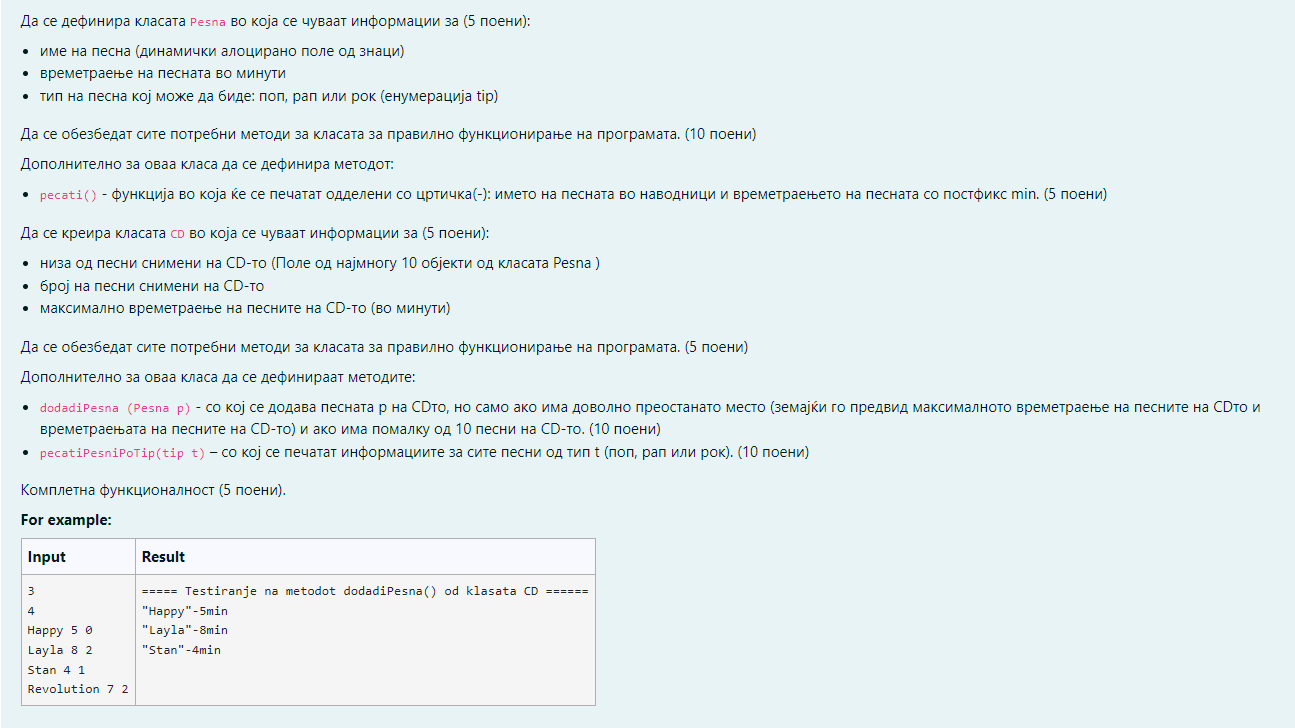 Да се дефинира класата Pesna во која се чуваат информации за (5 поени):
• име на песна (динамички алоцирано поле од знаци)
• времетраење на песната во минути
• тип на песна кој може да биде: поп, рап или рок (енумерација tip)
Да се обезбедат сите потребни методи за класата за правилно функционирање на програмата. (10 поени)
Дополнително за оваа класа да се дефинира методот:
• pecati() - функција во која ќе се печатат одделени со цртичка(-): името на песната во наводници и времетраењето на песната со постфикс min. (5 поени)
Да се креира класата CD во која се чуваат информации за (5 поени):
• низа од песни снимени на CD-то (Поле од најмногу 10 објекти од класата Pesna )
• број на песни снимени на CD-то
• максимално времетраење на песните на CD-то (во минути)
Да се обезбедат сите потребни методи за класата за правилно функционирање на програмата. (5 поени)
Дополнително за оваа класа да се дефинираат методите:
• dodadiPesna (Pesna p) - со кој се додава песната p на CDто, но само ако има доволно преостанато место (земајќи го предвид максималното времетраење на песните на CDто и
времетраењата на песните на CD-то) и ако има помалку од 10 песни на CD-то. (10 поени)
• pecatiPesniPoTip(tip t) – со кој се печатат информациите за сите песни од тип t (поп, рап или рок). (10 поени)
Комплетна функционалност (5 поени).
For example:
Input Result
3 ===== Testiranje na metodot dodadiPesna() od klasata CD ======
4 "Happy"-5min
Happy 5 0 "Layla"-8min
Layla 8 2 "Stan"-4min
Stan 4 1
Revolution 7 2